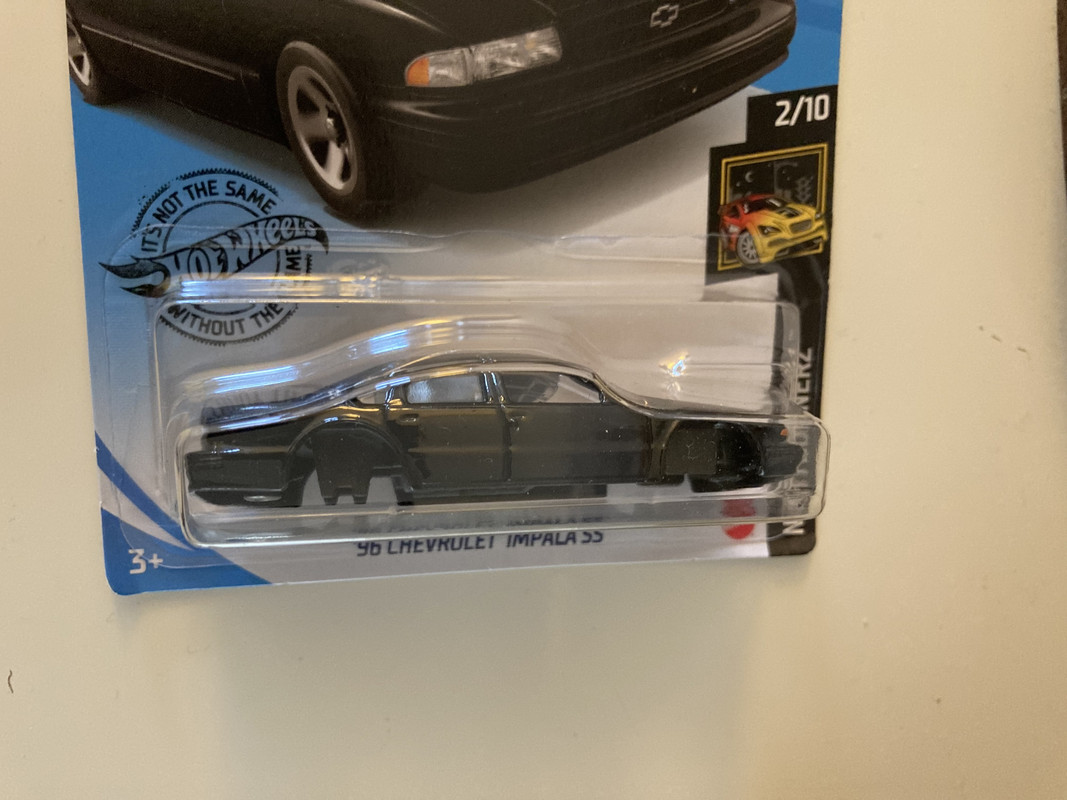 2/10
IT'S NOT THE SAME
HOT WHEELS
WITHOUT THE
3+
'96 CHEVROLET IMPALA SS